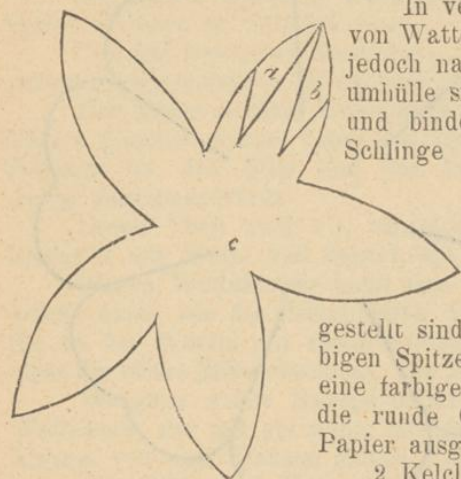 In ve
von Watt
jedoch na
umhülle s
und bind
Schlinge
a
b
c
gestellt sind
bigen Spitze
eine farbige
die runde
Papier ausg
2 Kelch